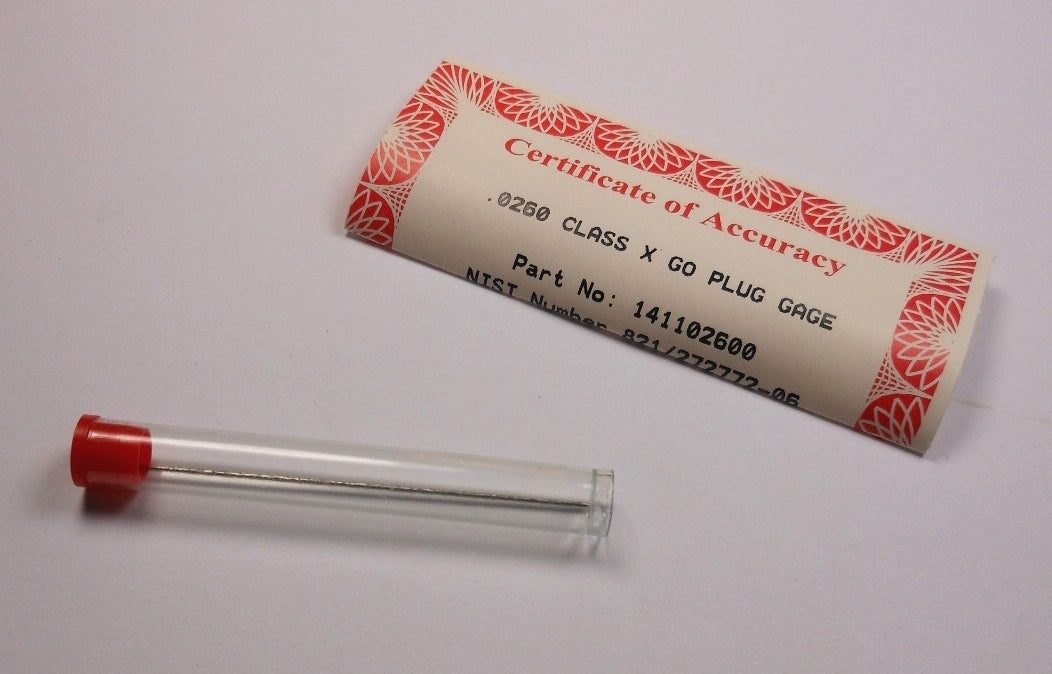 Certificate of Accuracy
.0260 CLASS X GO PLUG GAGE
Part No: 141102600
NIST Number 821/272772-06